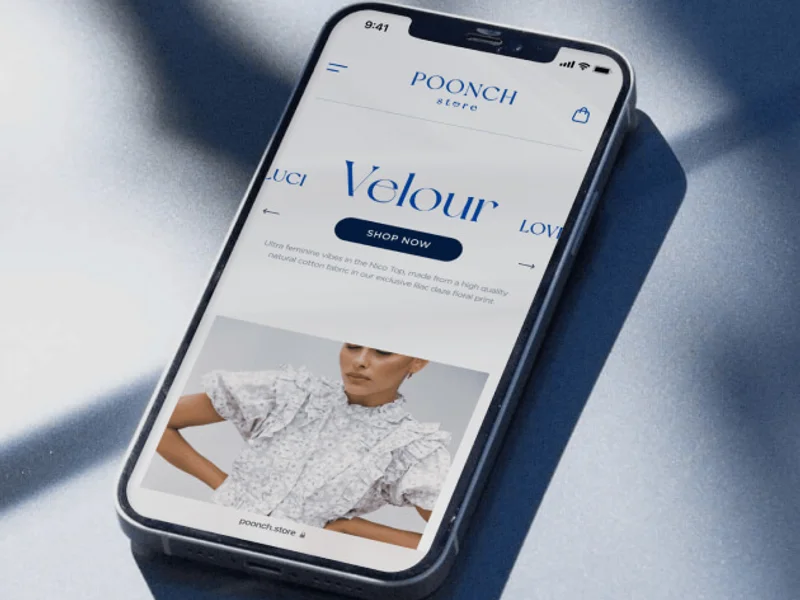 9:41
POONCH
store
LUCI
Velour
LOVE
SHOP NOW
Ultra feminine vibes in the Nico Top, made from a high quality
natural cotton fabric in our exclusive lilac daze floral print.
poonch.store